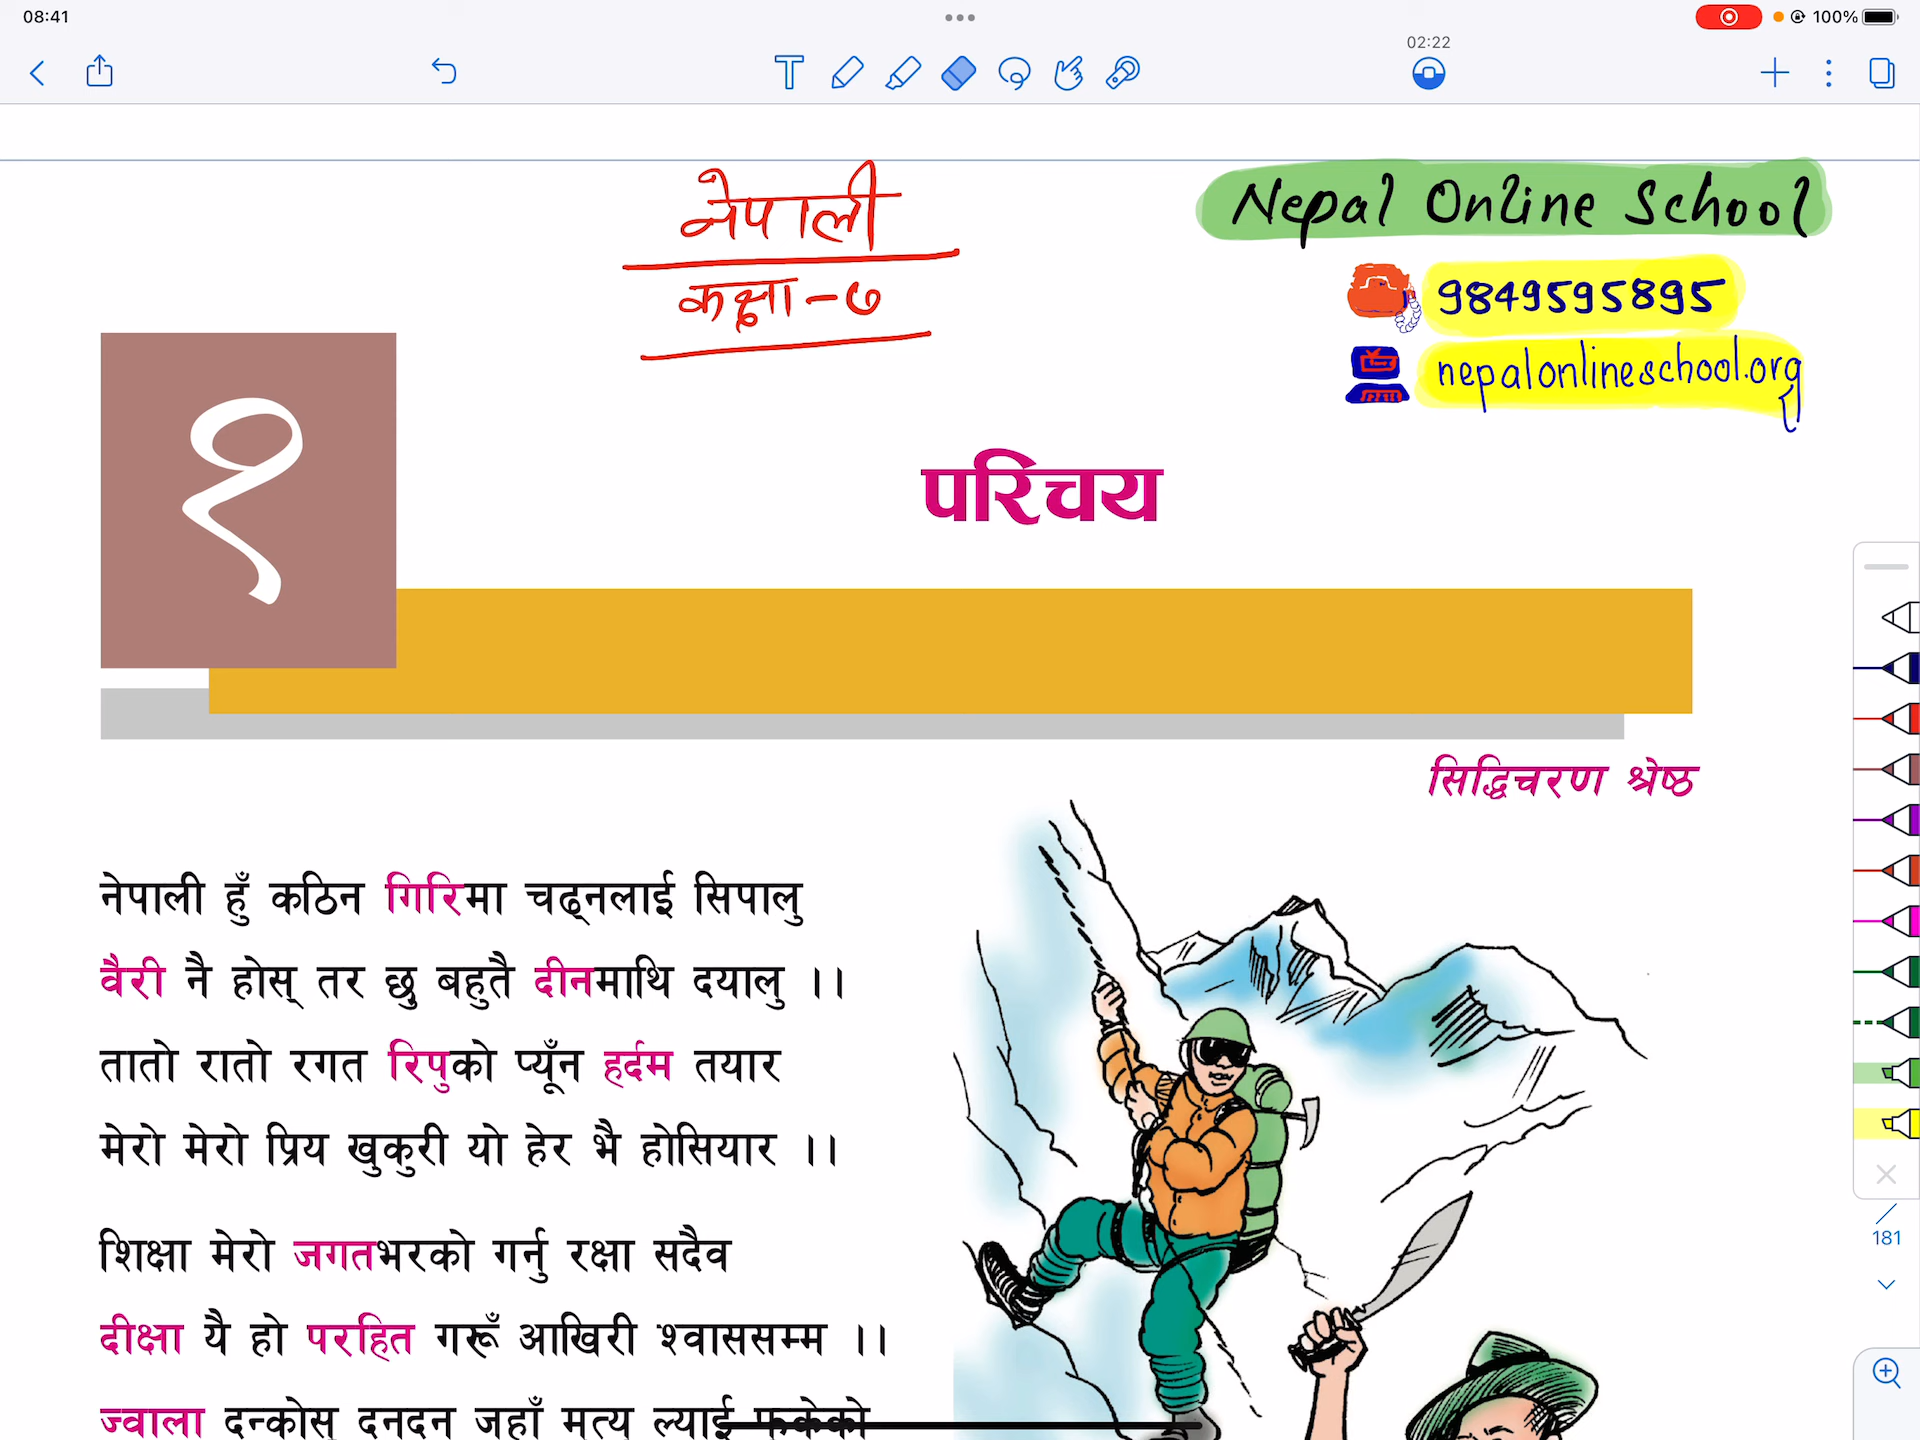 08:41
100%
02:22
नेपाली
कक्षा – ७
Nepal Online School
9849595895
nepalonlineschool.org
१
परिचय
सिद्धिचरण श्रेष्ठ
नेपाली हुँ कठिन गिरिमा चढ्नलाई सिपालु
वैरी नै होस् तर छु बहुतै दीनमाथि दयालु ।।
तातो रातो रगत रिपुको प्यूँन हर्दम तयार
मेरो मेरो प्रिय खुकुरी यो हेर भै होसियार ।।
शिक्षा मेरो जगतभरको गर्नु रक्षा सदैव
दीक्षा यै हो परहित गरूँ आखिरी श्वाससम्म ।।
ज्वाला दन्कोस् दनदन जहाँ मृत्यु ल्याई फकेको
181